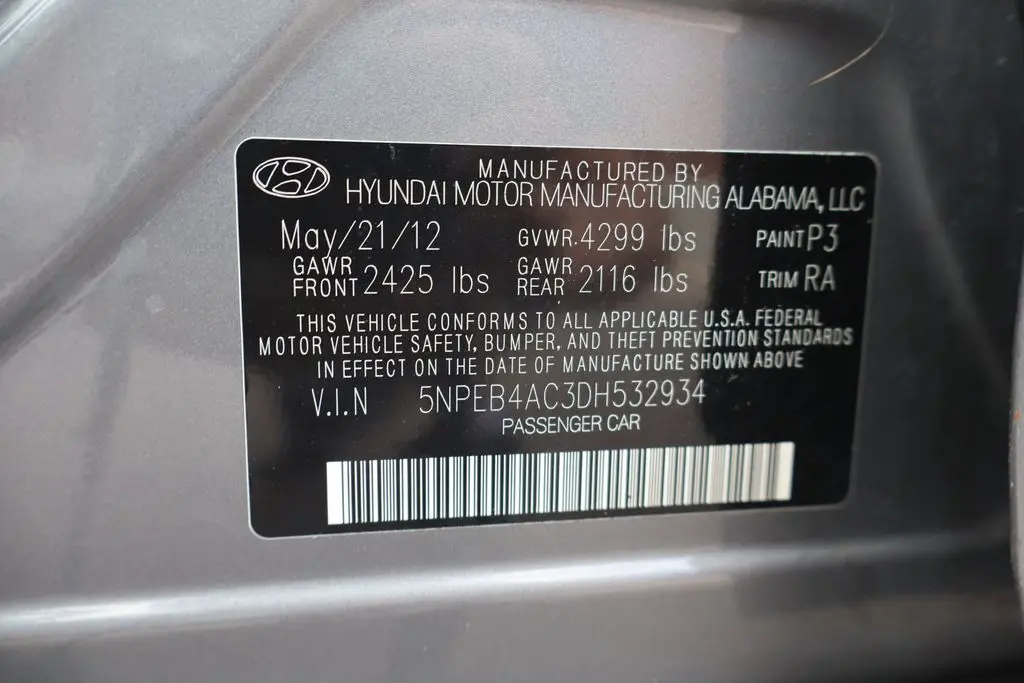 MANUFACTURED BY
HYUNDAI MOTOR MANUFACTURING ALABAMA, LLC
May/21/12 GVWR.4299 lbs PAINT P3
GAWR FRONT 2425 lbs GAWR REAR 2116 lbs TRIM RA
THIS VEHICLE CONFORMS TO ALL APPLICABLE U.S.A. FEDERAL
MOTOR VEHICLE SAFETY, BUMPER, AND THEFT PREVENTION STANDARDS
IN EFFECT ON THE DATE OF MANUFACTURE SHOWN ABOVE
V.I.N 5NPEB4AC3DH532934
PASSENGER CAR